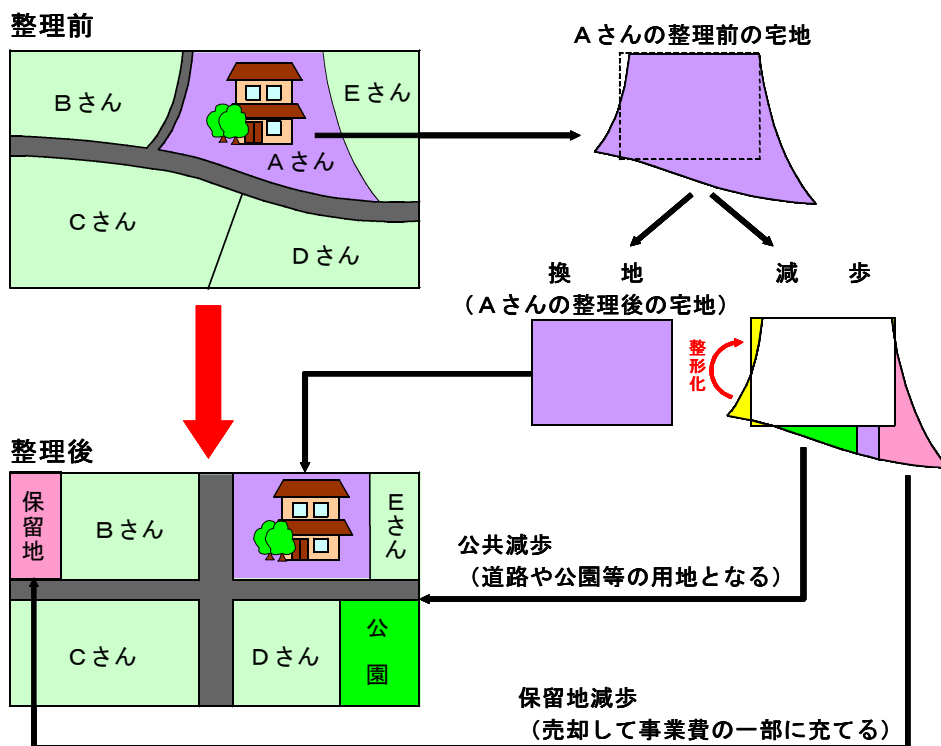 整理前
Bさん
Aさん
Eさん
Cさん
Dさん
Aさんの整理前の宅地
換　地
(Aさんの整理後の宅地)
減　歩
整形化
整理後
保留地
Bさん
Eさん
Cさん
Dさん
公園
公共減歩
(道路や公園等の用地となる)
保留地減歩
(売却して事業費の一部に充てる)